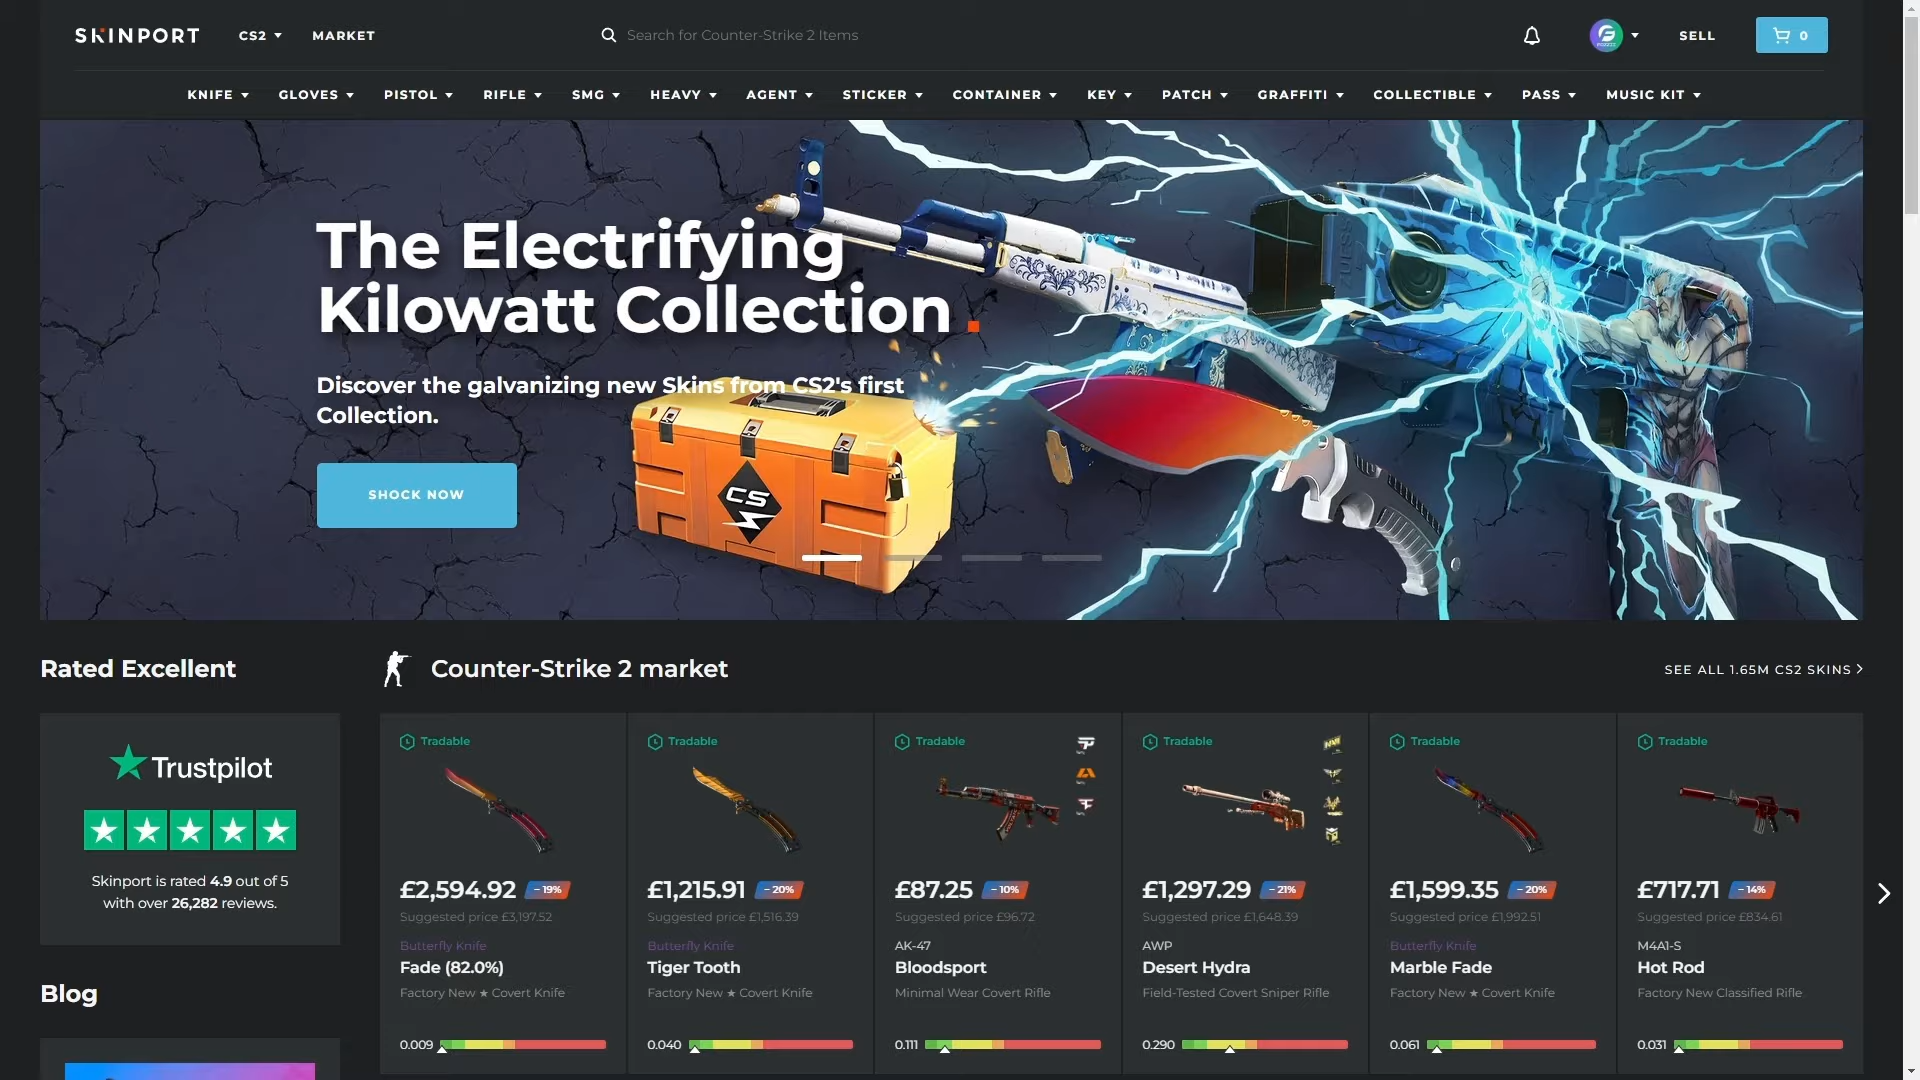 SKINPORT CS2 MARKET Search for Counter-Strike 2 Items SELL 0
KNIFE GLOVES PISTOL RIFLE SMG HEAVY AGENT STICKER CONTAINER KEY PATCH GRAFFITI COLLECTIBLE PASS MUSIC KIT
The Electrifying
Kilowatt Collection.
Discover the galvanizing new Skins from CS2's first
Collection.
SHOCK NOW
CS
Rated Excellent
Trustpilot
Skinport is rated 4.9 out of 5
with over 26,282 reviews.
Blog
Counter-Strike 2 market
SEE ALL 1.65M CS2 SKINS
Tradable
£2,594.92 − 19%
Suggested price £3,197.52
Butterfly Knife
Fade (82.0%)
Factory New ★ Covert Knife
0.009
Tradable
£1,215.91 − 20%
Suggested price £1,516.39
Butterfly Knife
Tiger Tooth
Factory New ★ Covert Knife
0.040
Tradable
£87.25 − 10%
Suggested price £96.72
AK-47
Bloodsport
Minimal Wear Covert Rifle
0.111
Tradable
£1,297.29 − 21%
Suggested price £1,648.39
AWP
Desert Hydra
Field-Tested Covert Sniper Rifle
0.290
Tradable
£1,599.35 − 20%
Suggested price £1,992.51
Butterfly Knife
Marble Fade
Factory New ★ Covert Knife
0.061
Tradable
£717.71 − 14%
Suggested price £834.61
M4A1-S
Hot Rod
Factory New Classified Rifle
0.031